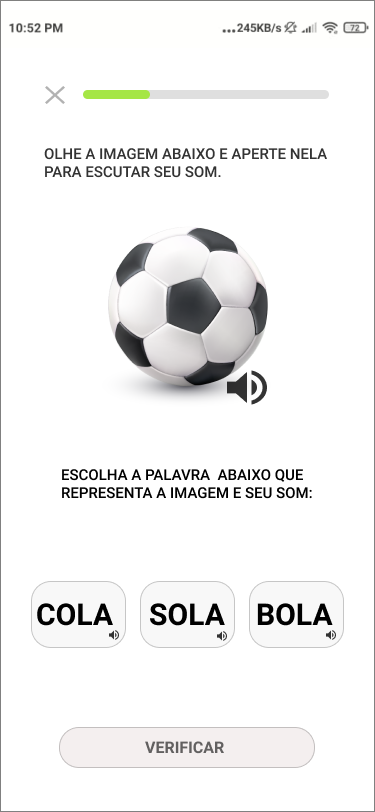 10:52 PM
...245KB/s
72
OLHE A IMAGEM ABAIXO E APERTE NELA
PARA ESCUTAR SEU SOM.
ESCOLHA A PALAVRA ABAIXO QUE
REPRESENTA A IMAGEM E SEU SOM:
COLA
SOLA
BOLA
VERIFICAR